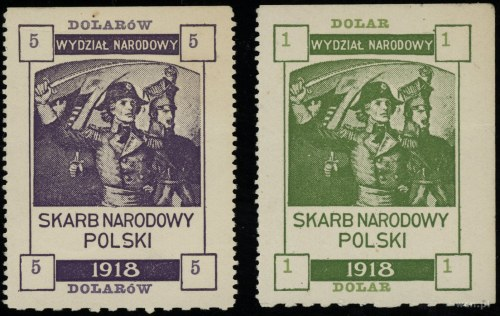 DOLARÓW
5 5
WYDZIAŁ NARODOWY
SKARB NARODOWY
POLSKI
5 1918 5
DOLARÓW
DOLAR
1 1
WYDZIAŁ NARODOWY
SKARB NARODOWY
POLSKI
1 1918 1
DOLAR